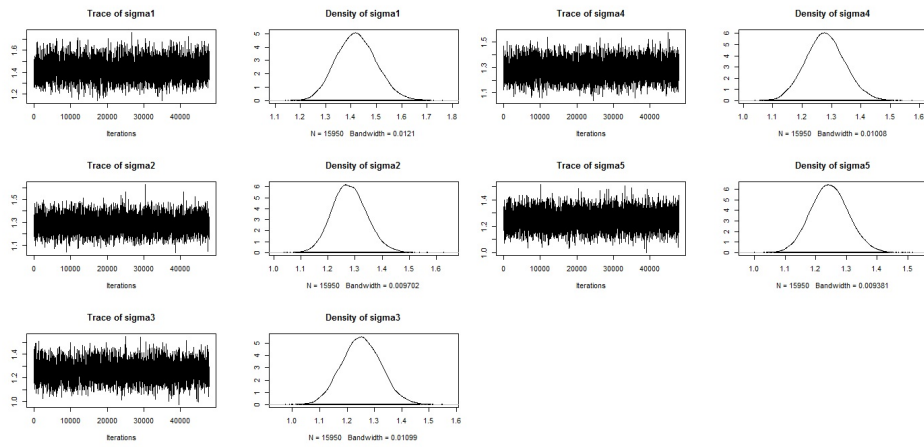 Trace of sigma1
1.2 1.4 1.6
0 10000 20000 30000 40000
Iterations
Density of sigma1
0 1 2 3 4 5
1.1 1.2 1.3 1.4 1.5 1.6 1.7 1.8
N = 15950 Bandwidth = 0.0121
Trace of sigma4
1.1 1.3 1.5
0 10000 20000 30000 40000
Iterations
Density of sigma4
0 1 2 3 4 5 6
1.0 1.1 1.2 1.3 1.4 1.5 1.6
N = 15950 Bandwidth = 0.01008
Trace of sigma2
1.1 1.3 1.5
0 10000 20000 30000 40000
Iterations
Density of sigma2
0 1 2 3 4 5 6
1.0 1.1 1.2 1.3 1.4 1.5 1.6
N = 15950 Bandwidth = 0.009702
Trace of sigma5
1.0 1.2 1.4
0 10000 20000 30000 40000
Iterations
Density of sigma5
0 1 2 3 4 5 6
1.0 1.1 1.2 1.3 1.4 1.5
N = 15950 Bandwidth = 0.009381
Trace of sigma3
1.0 1.2 1.4
0 10000 20000 30000 40000
Iterations
Density of sigma3
0 1 2 3 4 5
1.0 1.1 1.2 1.3 1.4 1.5 1.6
N = 15950 Bandwidth = 0.01099